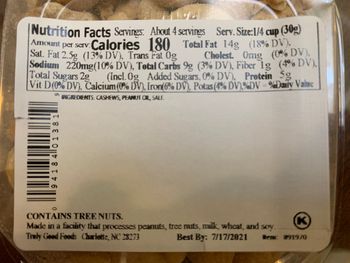 Nutrition Facts Servings: About 4 servings Serv. Size:1/4 cup (30g)
Amount per serv: Calories 180 Total Fat 14g (18% DV),
Sat. Fat 2.5g (13% DV), Trans Fat 0g Cholest. 0mg (0% DV),
Sodium 220mg(10% DV), Total Carbs 9g (3% DV), Fiber 1g (4% DV),
Total Sugars 2g (Incl. 0g Added Sugars, 0% DV), Protein 5g
Vit D(0% DV), Calcium(0% DV), Iron(6% DV), Potas(4% DV),%DV =%Daily Value
INGREDIENTS: CASHEWS, PEANUT OIL, SALT.
CONTAINS TREE NUTS.
Made in a facility that processes peanuts, tree nuts, milk, wheat, and soy.
K
Truly Good Foods Charlotte, NC 28273 Best By: 7/17/2021 Item: 891970